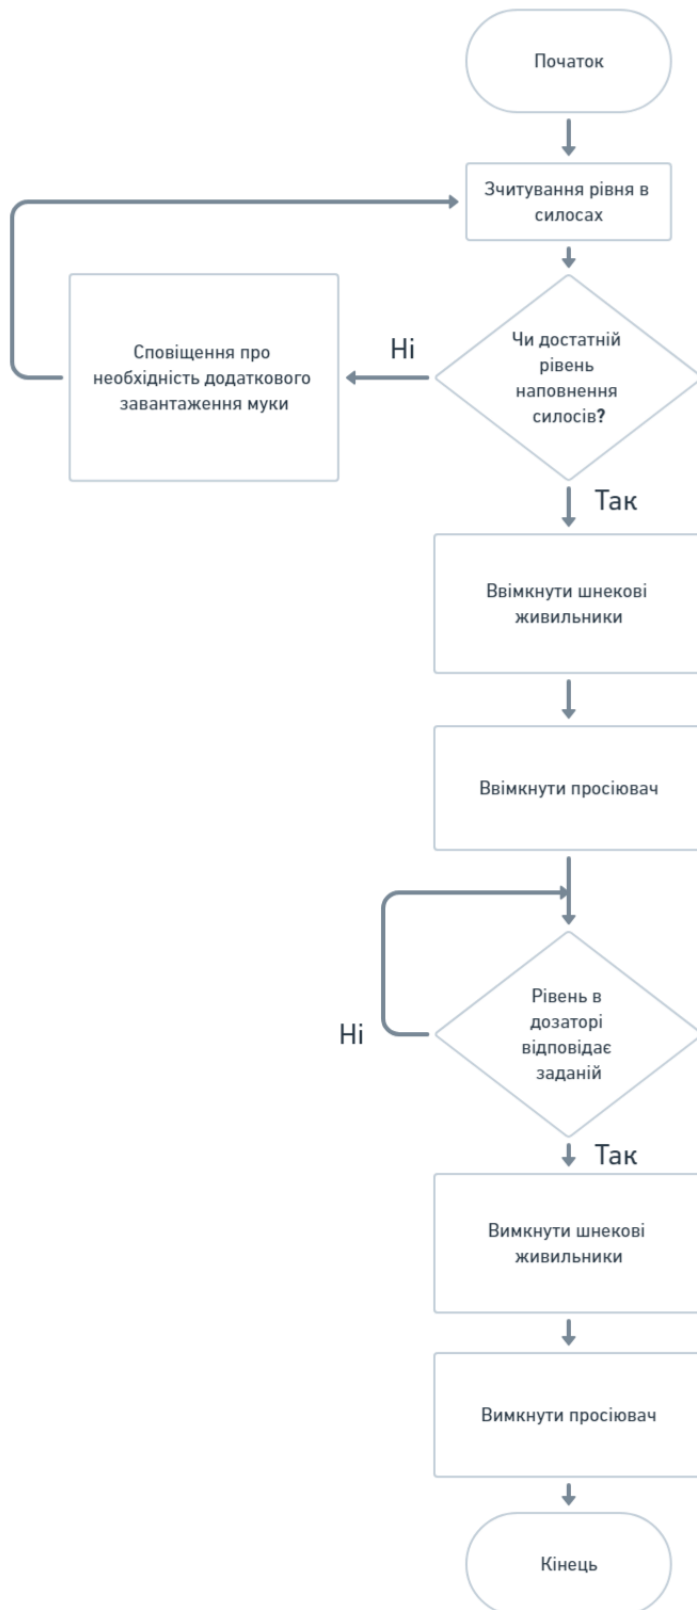 Початок
Зчитування рівня в
силосах
Чи достатній
рівень
наповнення
силосів?
Ні
Сповіщення про
необхідність додаткового
завантаження муки
Так
Ввімкнути шнекові
живильники
Ввімкнути просіювач
Рівень в
дозаторі
відповідає
заданій
Ні
Так
Вимкнути шнекові
живильники
Вимкнути просіювач
Кінець